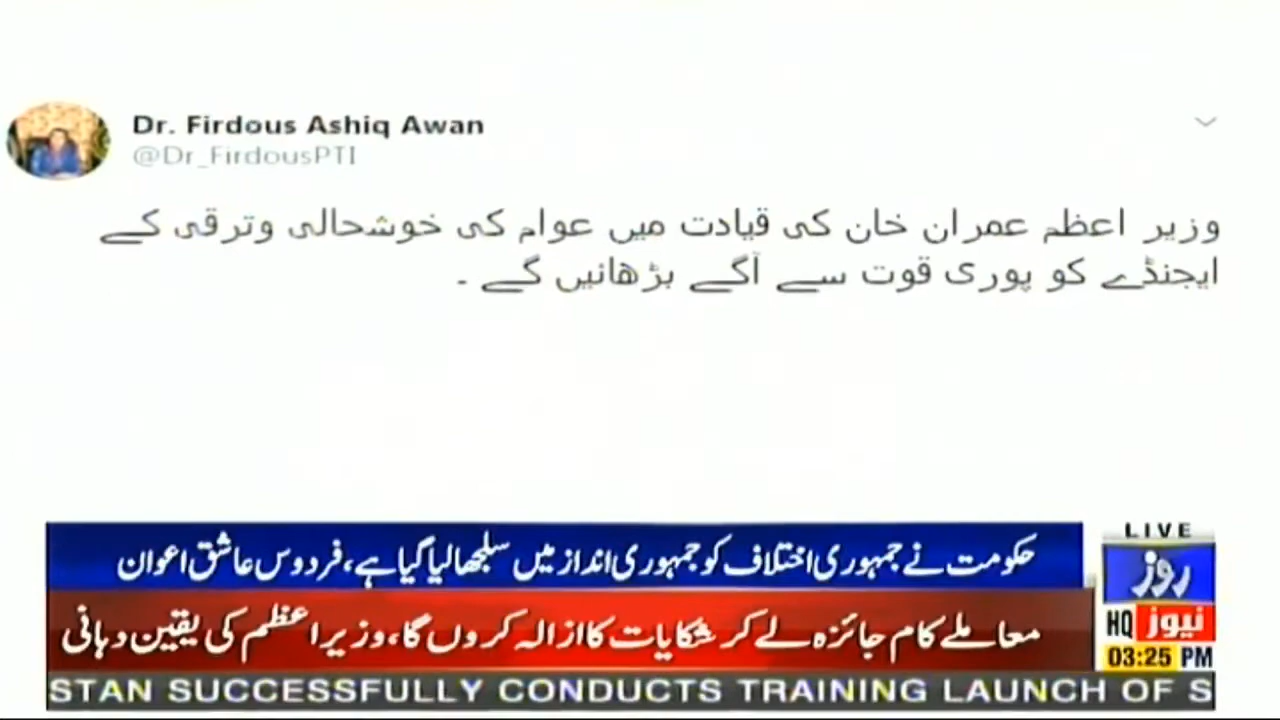 Dr. Firdous Ashiq Awan
@Dr_FirdousPTI
وزیر اعظم عمران خان کی قیادت میں عوام کی خوشحالی وترقی کے
ایجنڈے کو پوری قوت سے آگے بڑھائیں گے ۔
حکومت نے جمہوری اختلاف کو جمہوری انداز میں سلجھا لیا گیا ہے، فردوس عاشق اعوان
معاملے کام جائزہ لے کر شکایات کا ازالہ کروں گا، وزیراعظم کی یقین دہانی
LIVE
روز
نیوز HQ
03:25 PM
STAN SUCCESSFULLY CONDUCTS TRAINING LAUNCH OF S